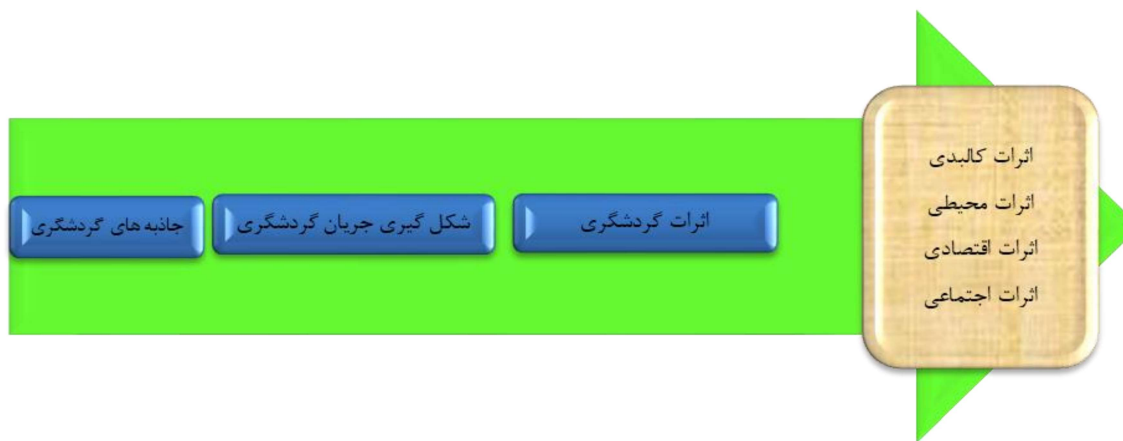 جاذبه های گردشگری
شکل گیری جریان گردشگری
اثرات گردشگری
اثرات کالبدی
اثرات محیطی
اثرات اقتصادی
اثرات اجتماعی